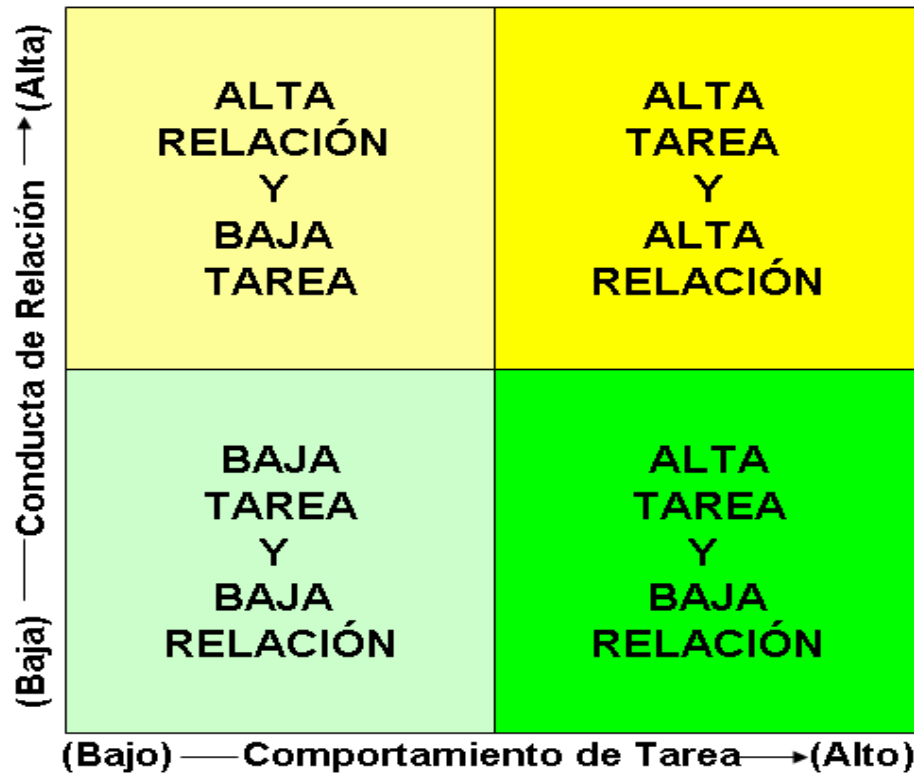 (Baja) Conducta de Relación (Alta)
ALTA
RELACIÓN
Y
BAJA
TAREA
ALTA
TAREA
Y
ALTA
RELACIÓN
BAJA
TAREA
Y
BAJA
RELACIÓN
ALTA
TAREA
Y
BAJA
RELACIÓN
(Bajo) Comportamiento de Tarea (Alto)